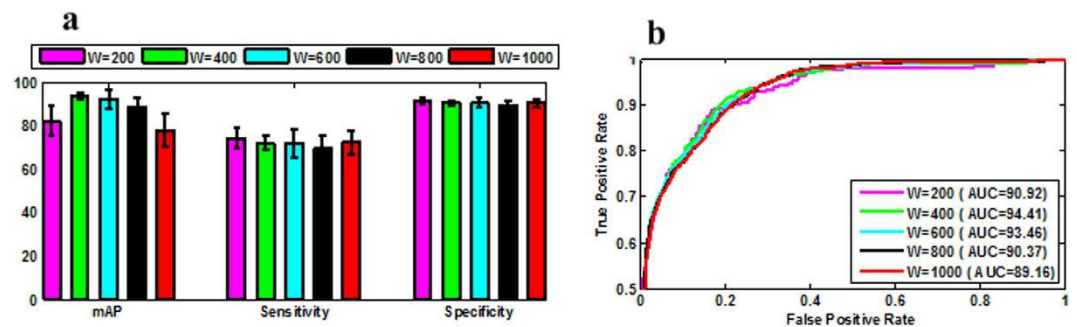 a
W=200 W=400 W=600 W=800 W=1000
100
80
60
40
20
0
mAP Sensitivity Specificity
b
True Positive Rate
1
0.9
0.8
0.7
0.6
0.5
0 0.2 0.4 0.6 0.8 1
False Positive Rate
W=200 ( AUC=90.92)
W=400 ( AUC=94.41)
W=600 ( AUC=93.46)
W=800 ( AUC=90.37)
W=1000 ( AUC=89.16)